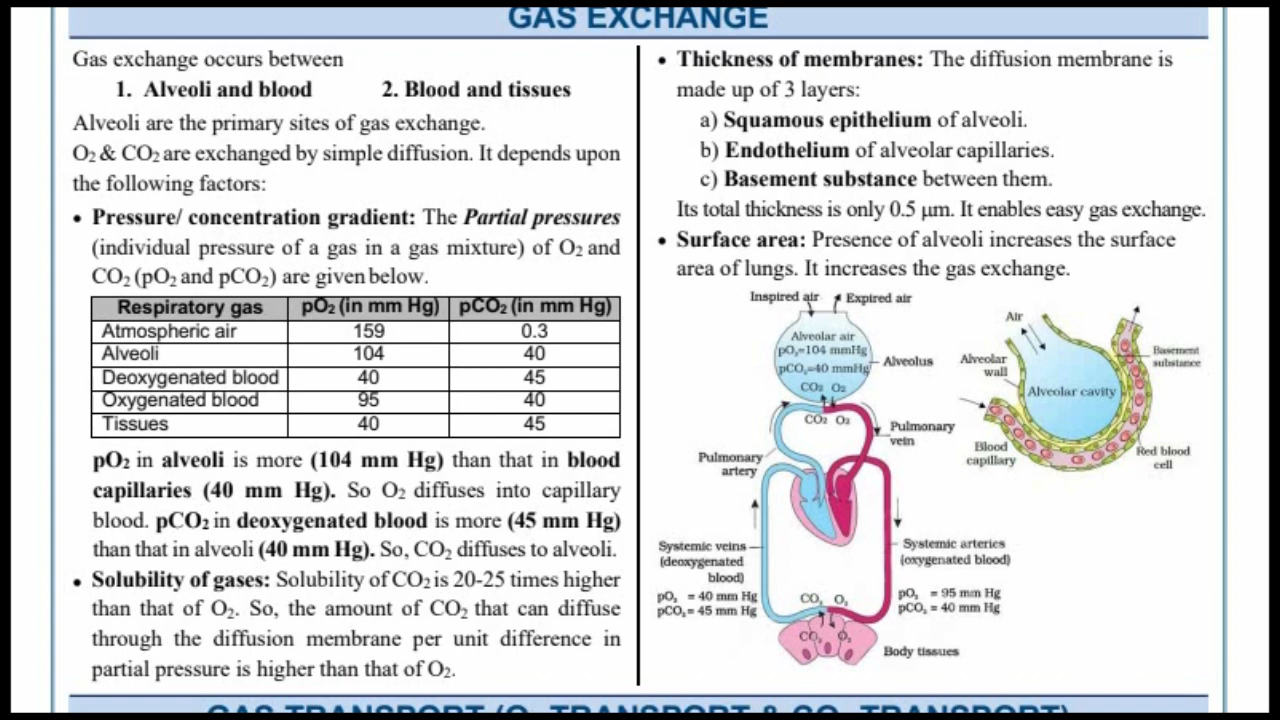 GAS EXCHANGE
Gas exchange occurs between
1. Alveoli and blood 2. Blood and tissues
Alveoli are the primary sites of gas exchange.
O₂ & CO₂ are exchanged by simple diffusion. It depends upon
the following factors:
• Pressure/ concentration gradient: The Partial pressures
(individual pressure of a gas in a gas mixture) of O₂ and
CO₂ (pO₂ and pCO₂) are given below.
Respiratory gas pO₂ (in mm Hg) pCO₂ (in mm Hg)
Atmospheric air 159 0.3
Alveoli 104 40
Deoxygenated blood 40 45
Oxygenated blood 95 40
Tissues 40 45
pO₂ in alveoli is more (104 mm Hg) than that in blood
capillaries (40 mm Hg). So O₂ diffuses into capillary
blood. pCO₂ in deoxygenated blood is more (45 mm Hg)
than that in alveoli (40 mm Hg). So, CO₂ diffuses to alveoli.
• Solubility of gases: Solubility of CO₂ is 20-25 times higher
than that of O₂. So, the amount of CO₂ that can diffuse
through the diffusion membrane per unit difference in
partial pressure is higher than that of O₂.
• Thickness of membranes: The diffusion membrane is
made up of 3 layers:
a) Squamous epithelium of alveoli.
b) Endothelium of alveolar capillaries.
c) Basement substance between them.
Its total thickness is only 0.5 µm. It enables easy gas exchange.
• Surface area: Presence of alveoli increases the surface
area of lungs. It increases the gas exchange.
Inspired air Expired air
Alveolar air
pO₂=104 mmHg
pCO₂=40 mmHg
Alveolus
CO₂ O₂
CO₂ O₂
Pulmonary
vein
Pulmonary
artery
Systemic veins
(deoxygenated
blood)
pO₂ = 40 mm Hg
pCO₂= 45 mm Hg
Systemic arteries
(oxygenated blood)
pO₂ = 95 mm Hg
pCO₂ = 40 mm Hg
CO₂ O₂
CO₂ O₂
Body tissues
Air
Alveolar
wall
Alveolar cavity
Basement
substance
Blood
capillary
Red blood
cell
GAS TRANSPORT (O₂ TRANSPORT & CO₂ TRANSPORT)